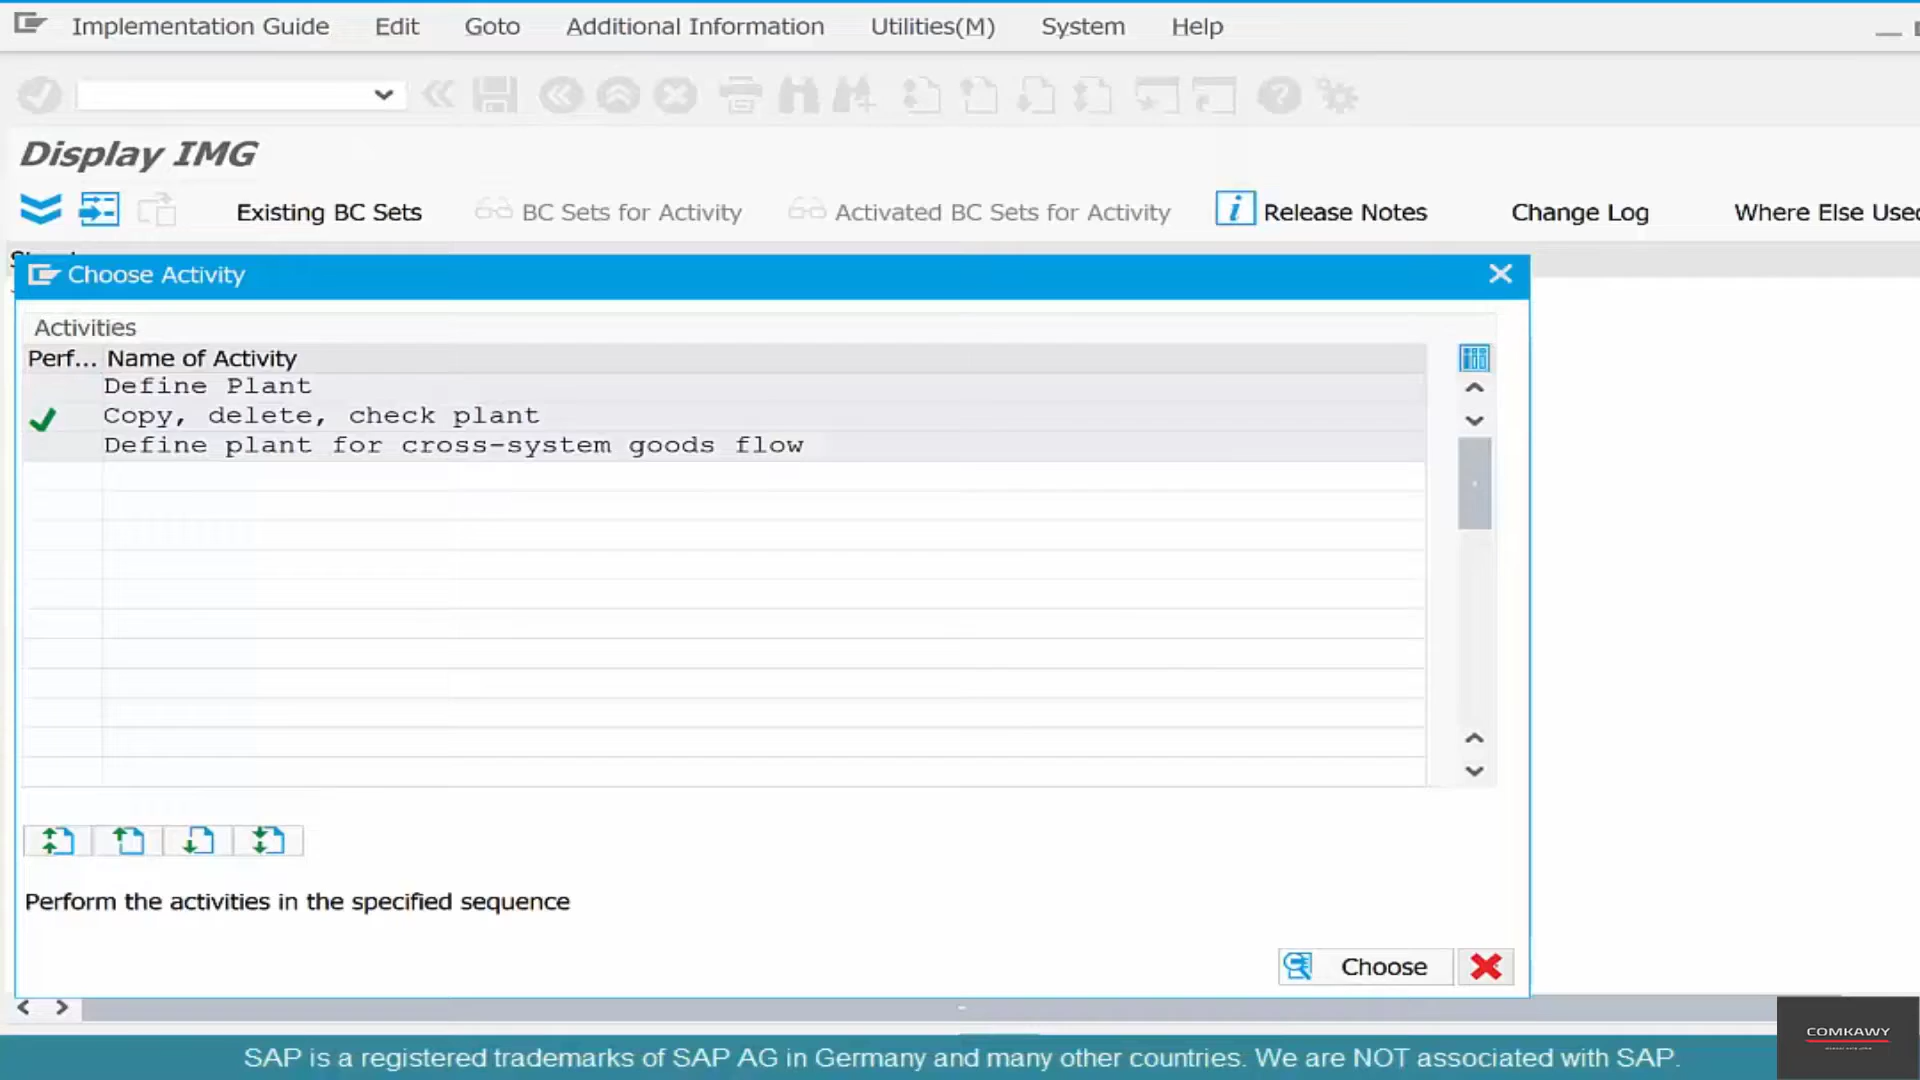 Implementation Guide Edit Goto Additional Information Utilities(M) System Help
Display IMG
Existing BC Sets BC Sets for Activity Activated BC Sets for Activity Release Notes Change Log Where Else Used
Choose Activity
Activities
Perf... Name of Activity
Define Plant
Copy, delete, check plant
Define plant for cross-system goods flow
Perform the activities in the specified sequence
Choose
COMKAWY
SAP is a registered trademarks of SAP AG in Germany and many other countries. We are NOT associated with SAP.